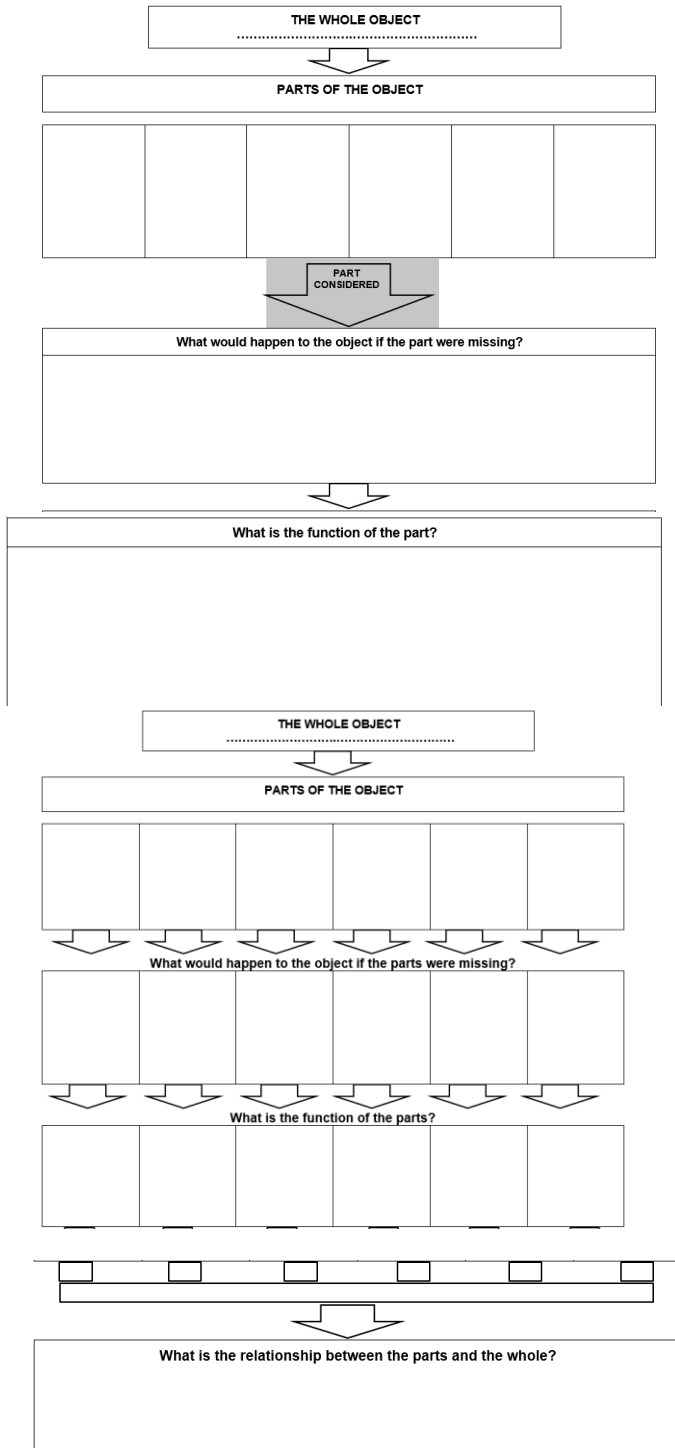 THE WHOLE OBJECT
............................................................
PARTS OF THE OBJECT
PART
CONSIDERED
What would happen to the object if the part were missing?
What is the function of the part?
THE WHOLE OBJECT
............................................................
PARTS OF THE OBJECT
What would happen to the object if the parts were missing?
What is the function of the parts?
What is the relationship between the parts and the whole?